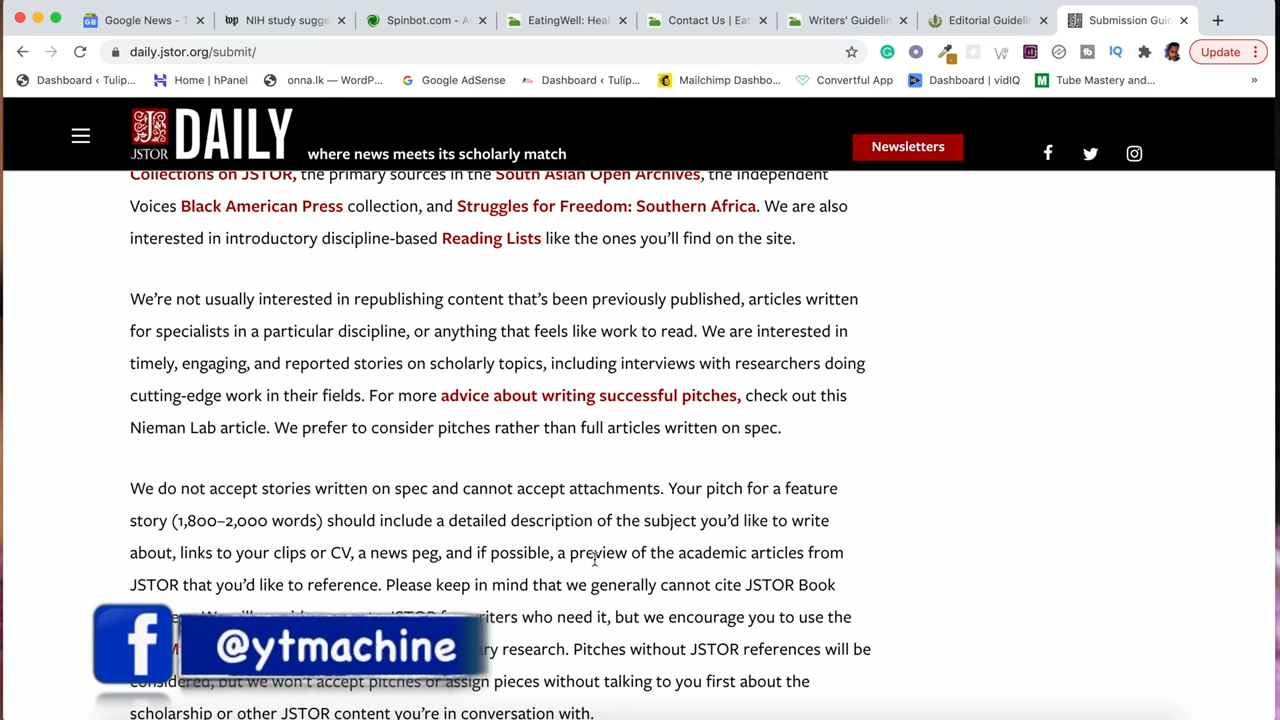 Google News - T
NIH study sugge
Spinbot.com - A
EatingWell: Heal
Contact Us | Eat
Writers' Guidelin
Editorial Guidelin
Submission Guid
daily.jstor.org/submit/
Update
Dashboard ‹ Tulip...
Home | hPanel
onna.lk — WordP...
Google AdSense
Dashboard ‹ Tulip...
Mailchimp Dashbo...
Convertful App
Dashboard | vidIQ
Tube Mastery and...
JSTOR DAILY where news meets its scholarly match
Newsletters
Collections on JSTOR, the primary sources in the South Asian Open Archives, the independent
Voices Black American Press collection, and Struggles for Freedom: Southern Africa. We are also
interested in introductory discipline-based Reading Lists like the ones you'll find on the site.
We're not usually interested in republishing content that's been previously published, articles written
for specialists in a particular discipline, or anything that feels like work to read. We are interested in
timely, engaging, and reported stories on scholarly topics, including interviews with researchers doing
cutting-edge work in their fields. For more advice about writing successful pitches, check out this
Nieman Lab article. We prefer to consider pitches rather than full articles written on spec.
We do not accept stories written on spec and cannot accept attachments. Your pitch for a feature
story (1,800–2,000 words) should include a detailed description of the subject you'd like to write
about, links to your clips or CV, a news peg, and if possible, a preview of the academic articles from
JSTOR that you'd like to reference. Please keep in mind that we generally cannot cite JSTOR Book
writers who need it, but we encourage you to use the
research. Pitches without JSTOR references will be
considered, but we won't accept pitches or assign pieces without talking to you first about the
scholarship or other JSTOR content you're in conversation with.
@ytmachine